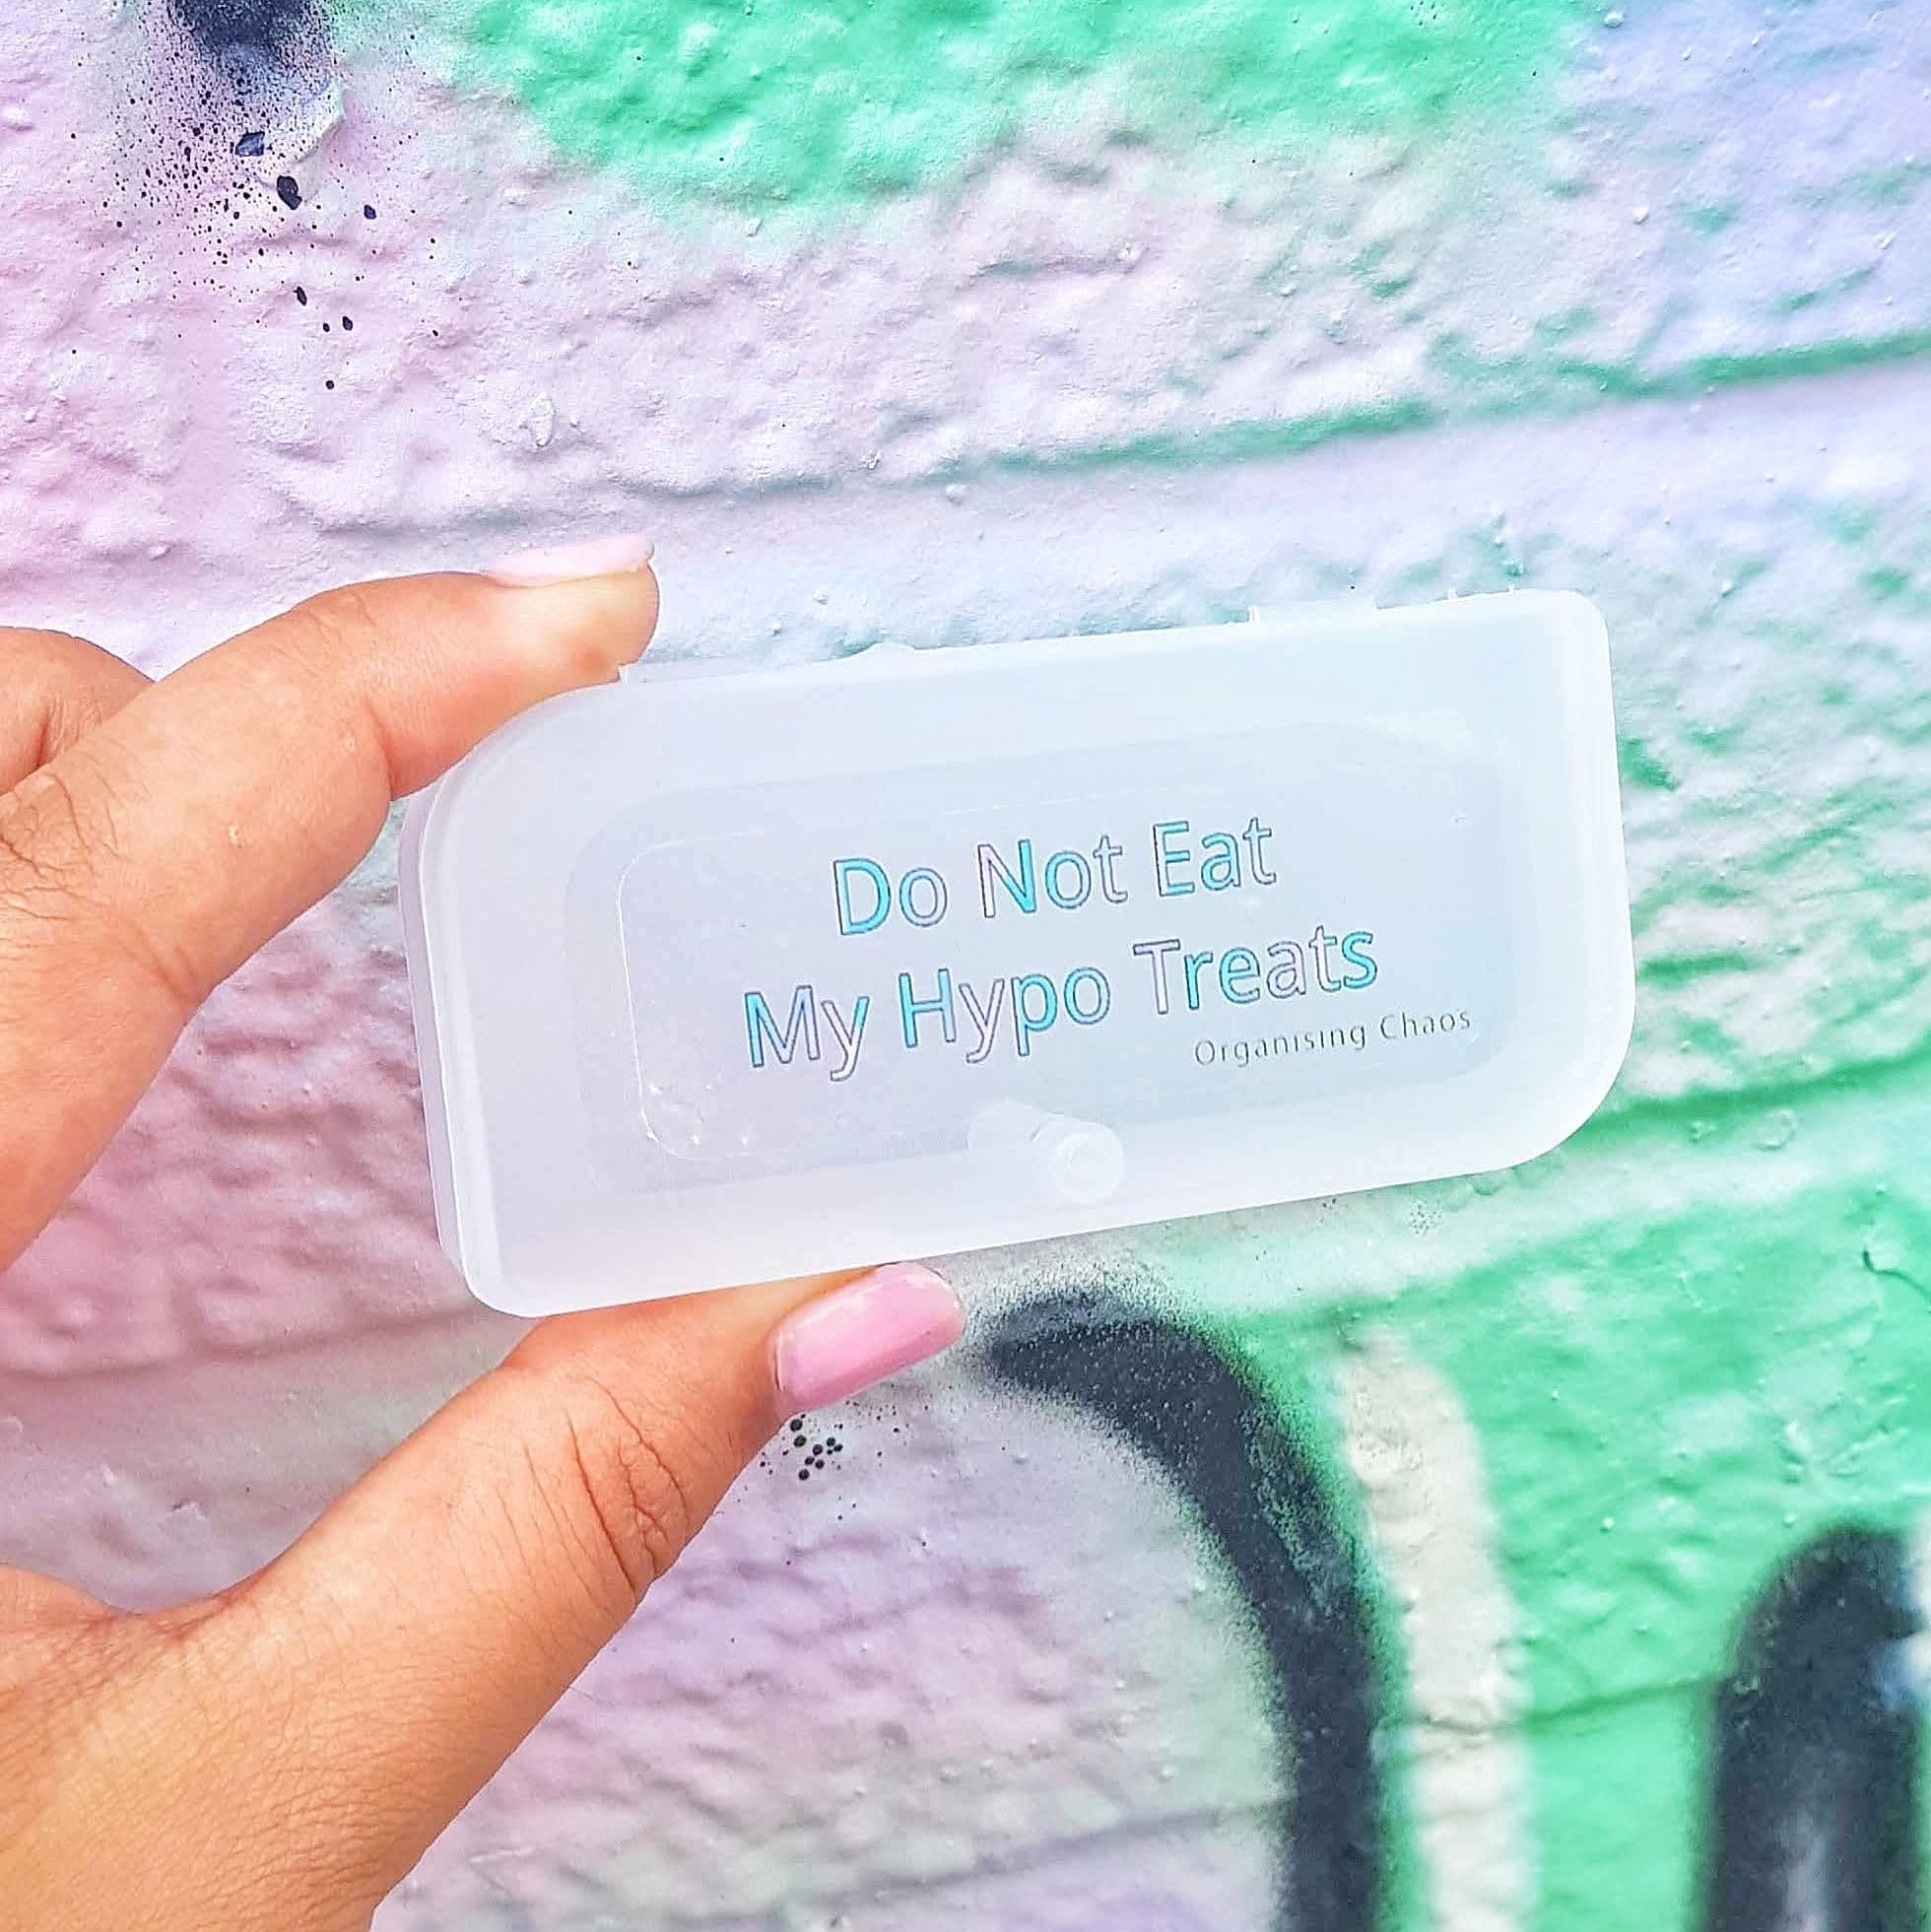 Do Not Eat
My Hypo Treats
Organising Chaos